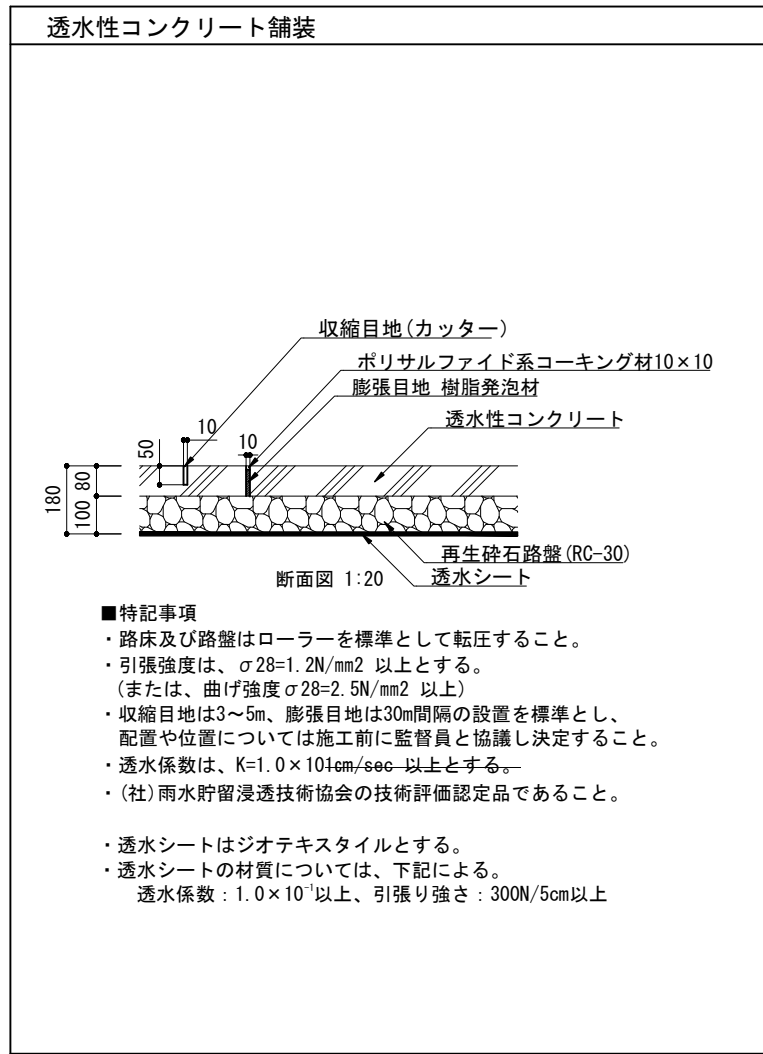 透水性コンクリート舗装
収縮目地(カッター)
ポリサルファイド系コーキング材10×10
膨張目地 樹脂発泡材
透水性コンクリート
10
10
50
80
180
100
再生砕石路盤(RC-30)
透水シート
断面図 1:20
■特記事項
・路床及び路盤はローラーを標準として転圧すること。
・引張強度は、σ28=1.2N/mm2 以上とする。
(または、曲げ強度σ28=2.5N/mm2 以上)
・収縮目地は3～5m、膨張目地は30m間隔の設置を標準とし、
配置や位置については施工前に監督員と協議し決定すること。
・透水係数は、K=1.0×101cm/sec 以上とする。
・(社)雨水貯留浸透技術協会の技術評価認定品であること。
・透水シートはジオテキスタイルとする。
・透水シートの材質については、下記による。
透水係数：1.0×10⁻¹以上、引張り強さ：300N/5cm以上